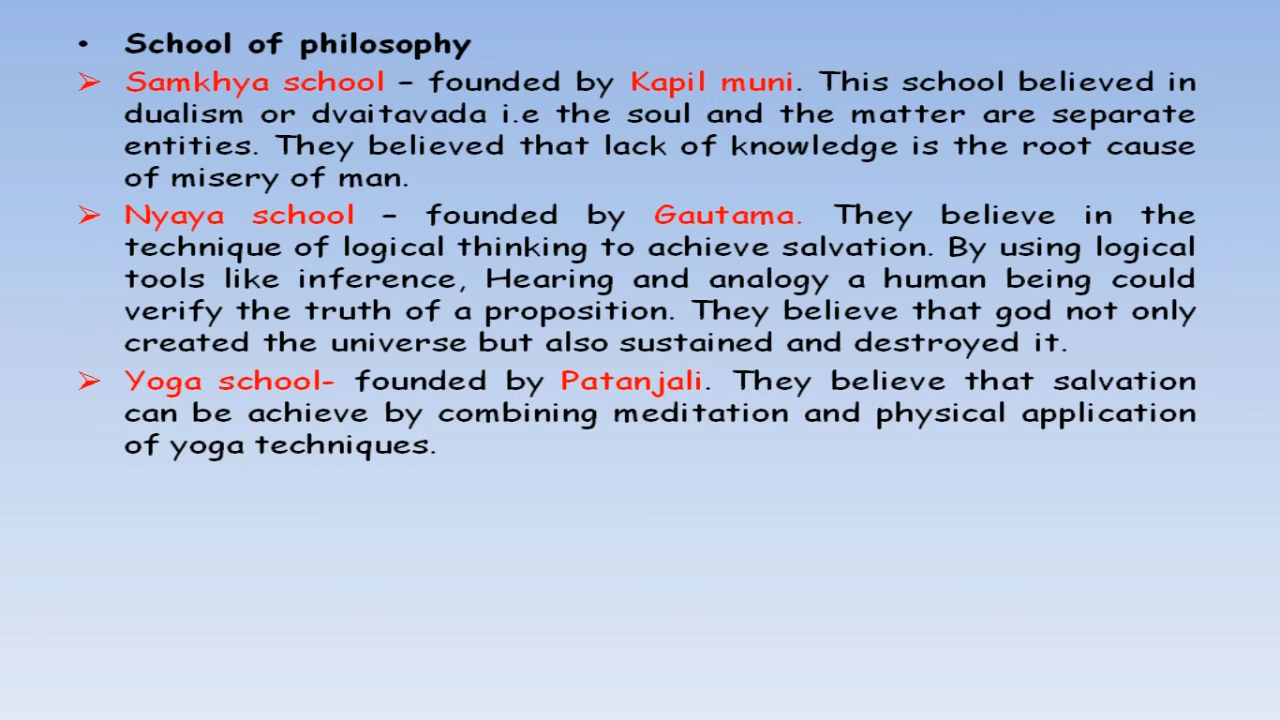 • School of philosophy
➢ Samkhya school – founded by Kapil muni. This school believed in
dualism or dvaitavada i.e the soul and the matter are separate
entities. They believed that lack of knowledge is the root cause
of misery of man.
➢ Nyaya school – founded by Gautama. They believe in the
technique of logical thinking to achieve salvation. By using logical
tools like inference, Hearing and analogy a human being could
verify the truth of a proposition. They believe that god not only
created the universe but also sustained and destroyed it.
➢ Yoga school- founded by Patanjali. They believe that salvation
can be achieve by combining meditation and physical application
of yoga techniques.